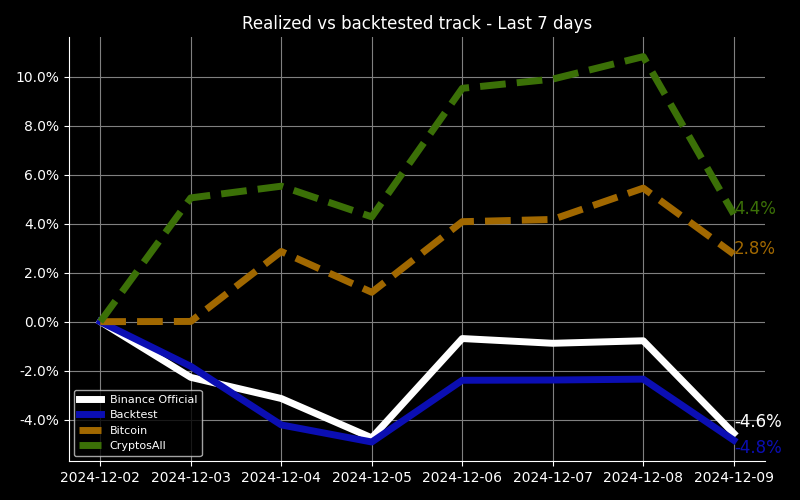 Realized vs backtested track - Last 7 days
10.0%
8.0%
6.0%
4.0%
2.0%
0.0%
-2.0%
-4.0%
4.4%
2.8%
-4.6%
-4.8%
Binance Official
Backtest
Bitcoin
CryptosAll
2024-12-02 2024-12-03 2024-12-04 2024-12-05 2024-12-06 2024-12-07 2024-12-08 2024-12-09